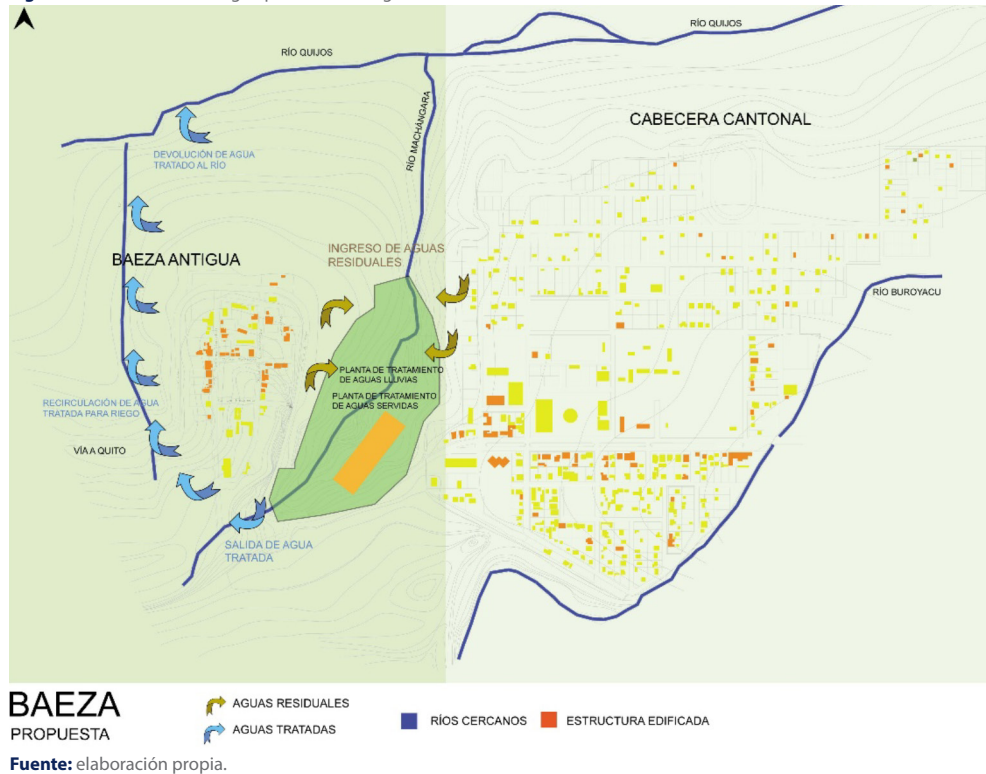 RÍO QUIJOS
RÍO QUIJOS
RÍO MACHÁNGARA
CABECERA CANTONAL
DEVOLUCIÓN DE AGUA
TRATADO AL RÍO
BAEZA ANTIGUA
INGRESO DE AGUAS
RESIDUALES
RÍO BUROYACU
PLANTA DE TRATAMIENTO
DE AGUAS LLUVIAS
PLANTA DE TRATAMIENTO
DE AGUAS SERVIDAS
RECIRCULACIÓN DE AGUA
TRATADA PARA RIEGO
VÍA A QUITO
SALIDA DE AGUA
TRATADA
BAEZA
PROPUESTA
AGUAS RESIDUALES
AGUAS TRATADAS
RÍOS CERCANOS
ESTRUCTURA EDIFICADA
Fuente: elaboración propia.